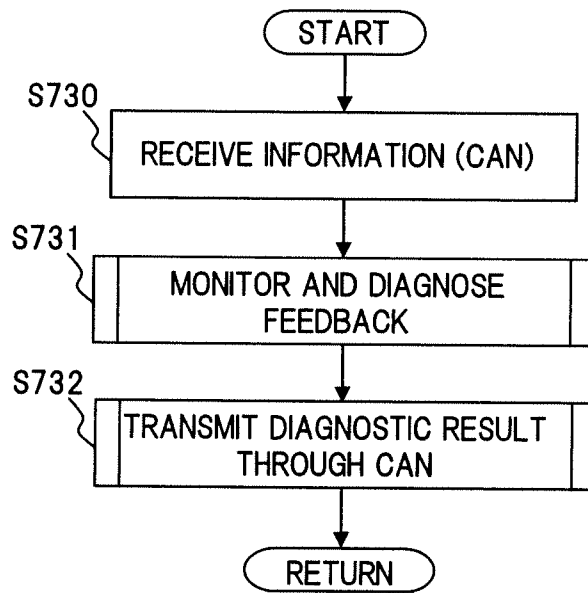 START
S730
RECEIVE INFORMATION (CAN)
S731
MONITOR AND DIAGNOSE
FEEDBACK
S732
TRANSMIT DIAGNOSTIC RESULT
THROUGH CAN
RETURN